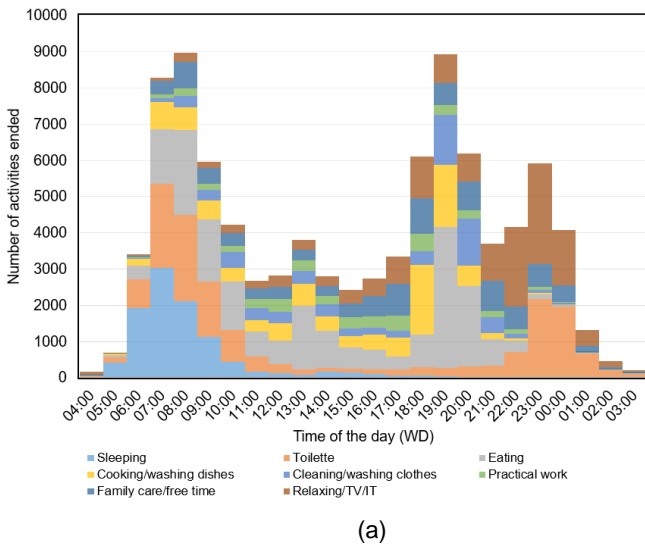 10000
9000
8000
7000
6000
5000
4000
3000
2000
1000
0
Number of activities ended
04:00 05:00 06:00 07:00 08:00 09:00 10:00 11:00 12:00 13:00 14:00 15:00 16:00 17:00 18:00 19:00 20:00 21:00 22:00 23:00 00:00 01:00 02:00 03:00
Time of the day (WD)
Sleeping Toilette Eating
Cooking/washing dishes Cleaning/washing clothes Practical work
Family care/free time Relaxing/TV/IT
(a)